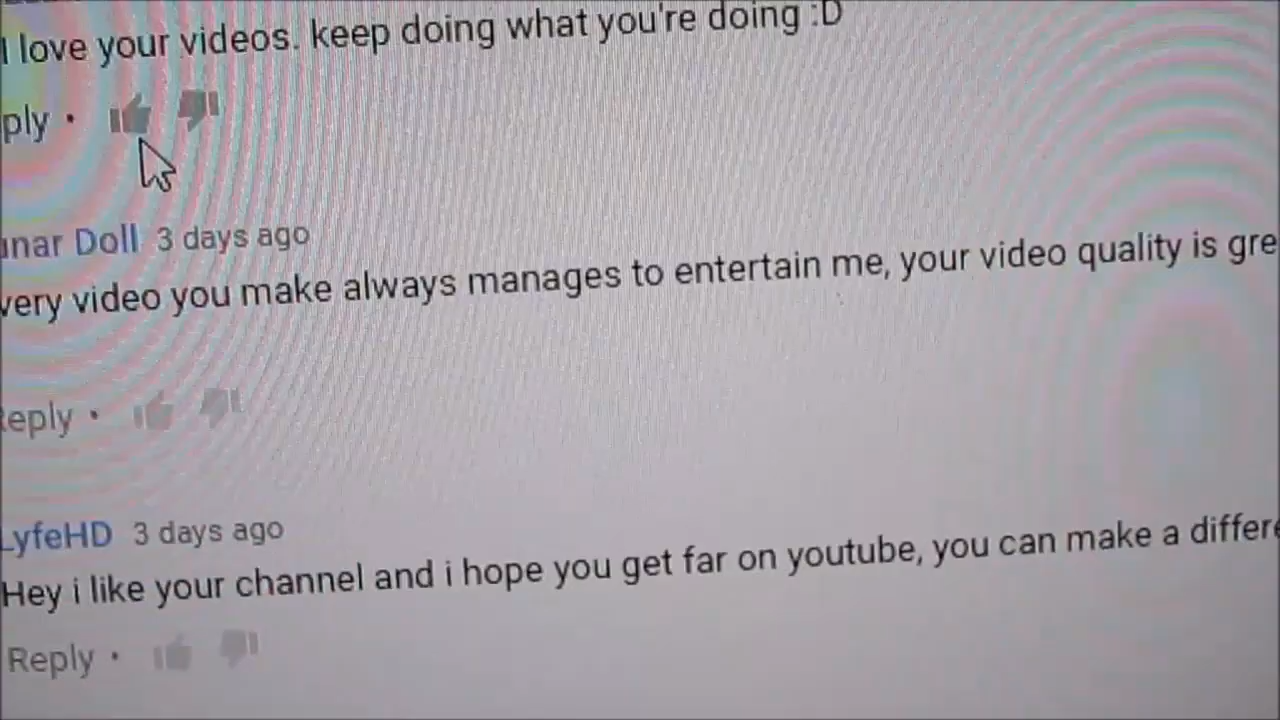 I love your videos. keep doing what you're doing :D
ply •
unar Doll 3 days ago
very video you make always manages to entertain me, your video quality is gre
Reply •
LyfeHD 3 days ago
Hey i like your channel and i hope you get far on youtube, you can make a differe
Reply •